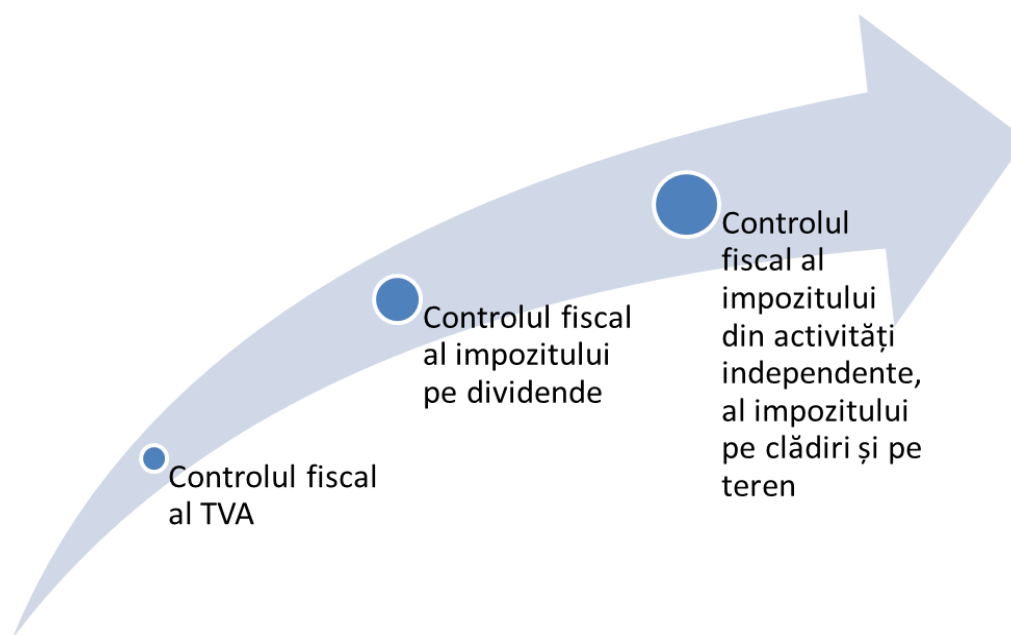 Controlul fiscal
al TVA
Controlul fiscal
al impozitului
pe dividende
Controlul
fiscal al
impozitului
din activități
independente,
al impozitului
pe clădiri și pe
teren